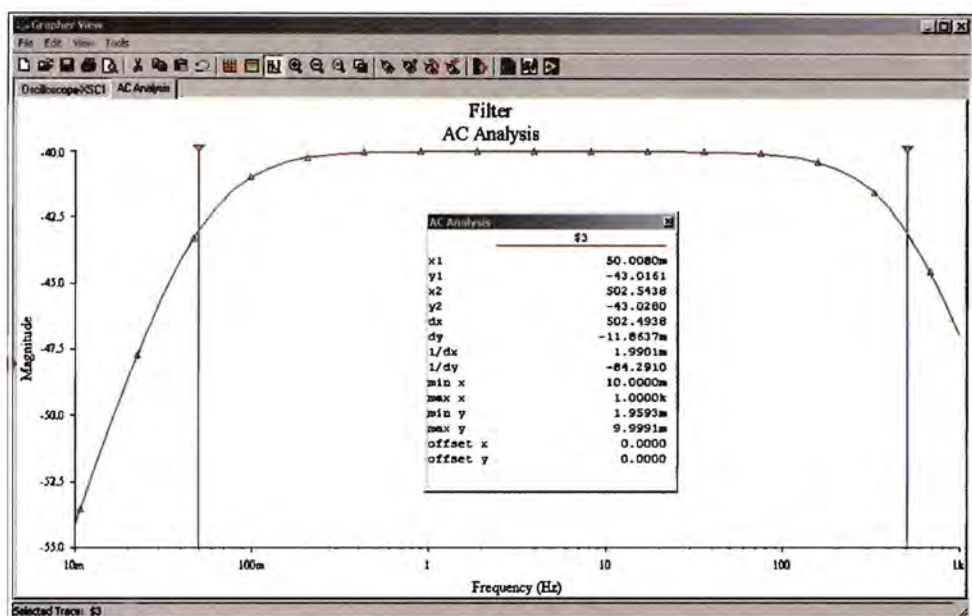 Grapher View
File Edit View Tools
Oscilloscope-XSC1 AC Analysis
Filter
AC Analysis
-40.0
-42.5
-45.0
-47.5
-50.0
-52.5
-55.0
Magnitude
AC Analysis
$3
x1 50.0080m
y1 -43.0161
x2 502.5438
y2 -43.0280
dx 502.4938
dy -11.8637m
1/dx 1.9901m
1/dy -84.2910
min x 10.0000m
max x 1.0000k
min y 1.9593m
max y 9.9991m
offset x 0.0000
offset y 0.0000
10m 100m 1 10 100 1k
Frequency (Hz)
Selected Trace: $3